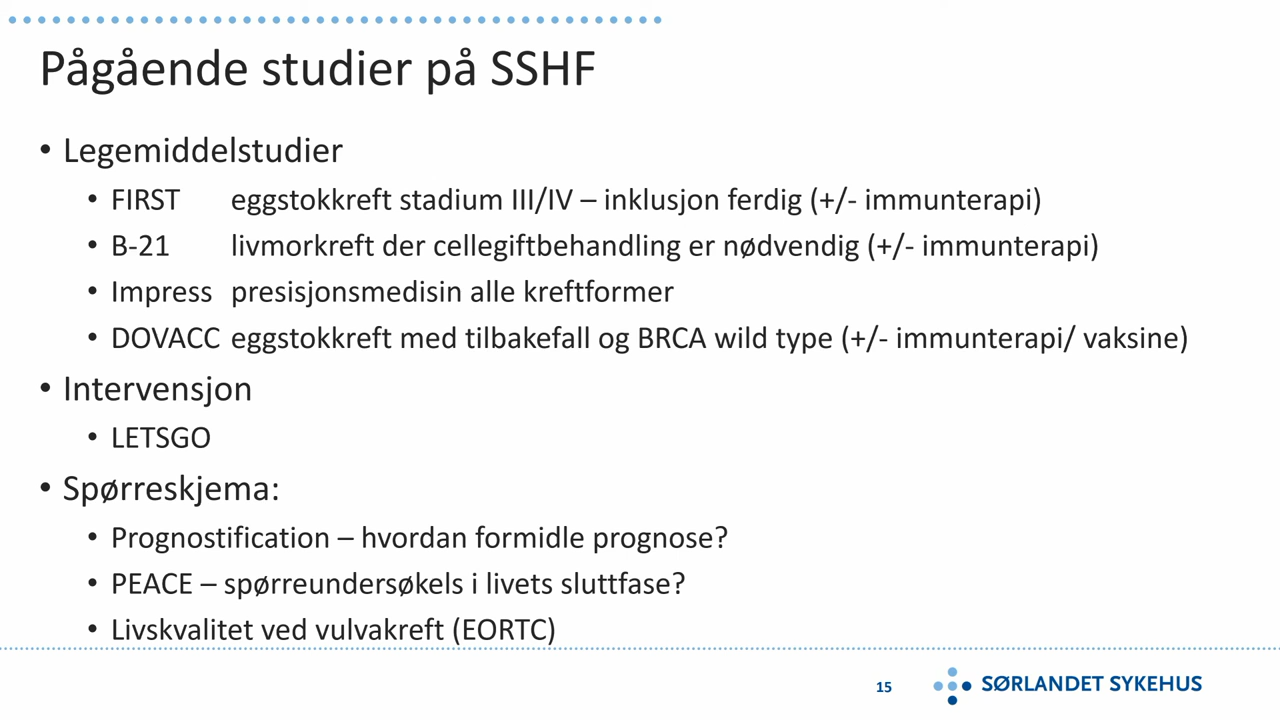 Pågående studier på SSHF
• Legemiddelstudier
• FIRST eggstokkreft stadium III/IV – inklusjon ferdig (+/- immunterapi)
• B-21 livmorkreft der cellegiftbehandling er nødvendig (+/- immunterapi)
• Impress presisjonsmedisin alle kreftformer
• DOVACC eggstokkreft med tilbakefall og BRCA wild type (+/- immunterapi/ vaksine)
• Intervensjon
• LETSGO
• Spørreskjema:
• Prognostification – hvordan formidle prognose?
• PEACE – spørreundersøkels i livets sluttfase?
• Livskvalitet ved vulvakreft (EORTC)
15
SØRLANDET SYKEHUS